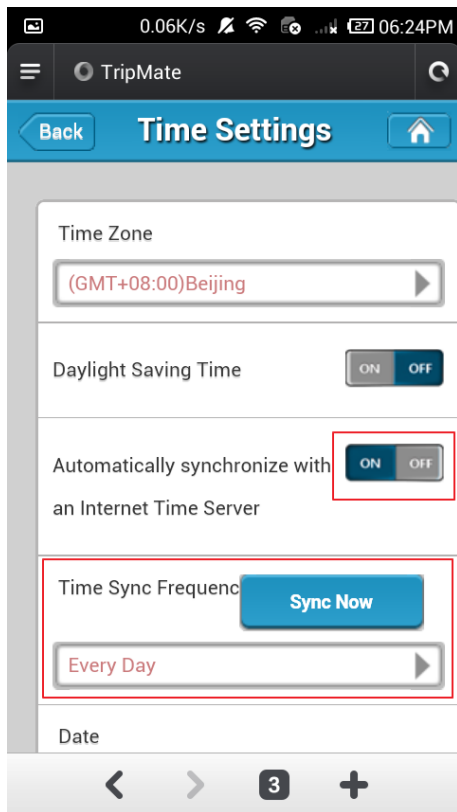 0.06K/s 27 06:24PM
TripMate
Back Time Settings
Time Zone
(GMT+08:00)Beijing
Daylight Saving Time ON OFF
Automatically synchronize with ON OFF
an Internet Time Server
Time Sync Frequenc Sync Now
Every Day
Date
3